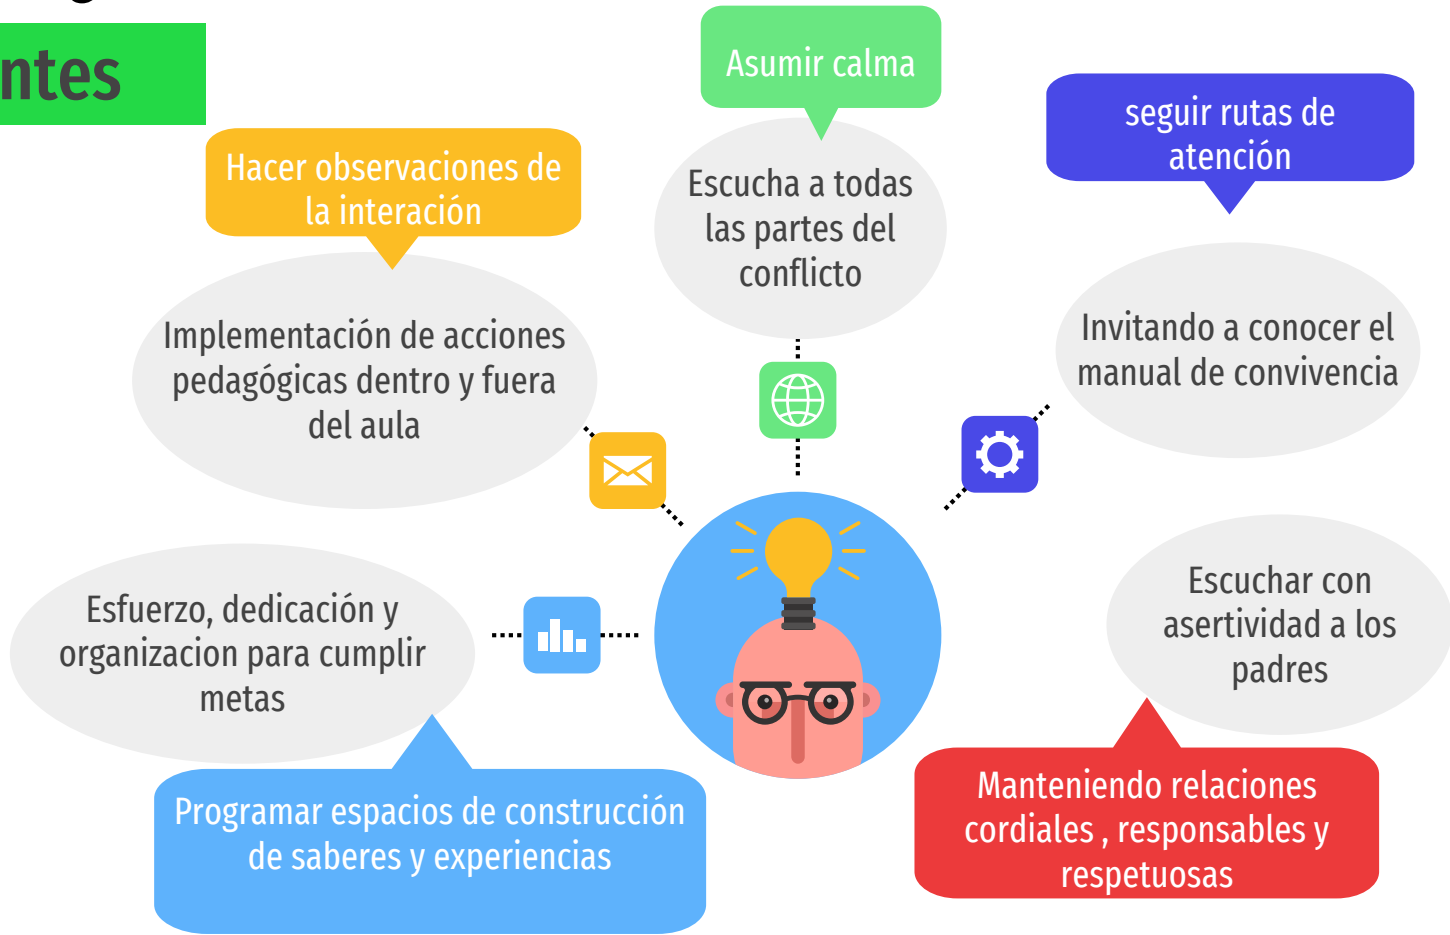 ntes
Asumir calma
Escucha a todas
las partes del
conflicto
seguir rutas de
atención
Invitando a conocer el
manual de convivencia
Hacer observaciones de
la interación
Implementación de acciones
pedagógicas dentro y fuera
del aula
Esfuerzo, dedicación y
organizacion para cumplir
metas
Programar espacios de construcción
de saberes y experiencias
Escuchar con
asertividad a los
padres
Manteniendo relaciones
cordiales , responsables y
respetuosas